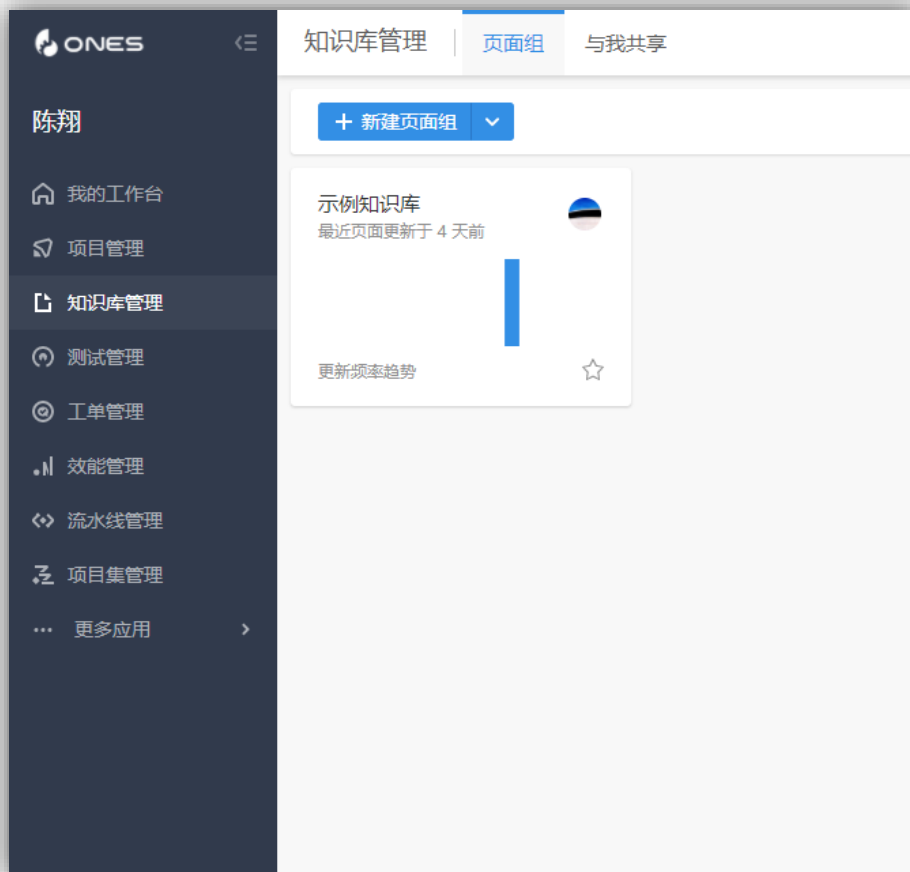 ONES
陈翔
我的工作台
项目管理
知识库管理
测试管理
工单管理
效能管理
流水线管理
项目集管理
更多应用
知识库管理
页面组
与我共享
新建页面组
示例知识库
最近页面更新于 4 天前
更新频率趋势